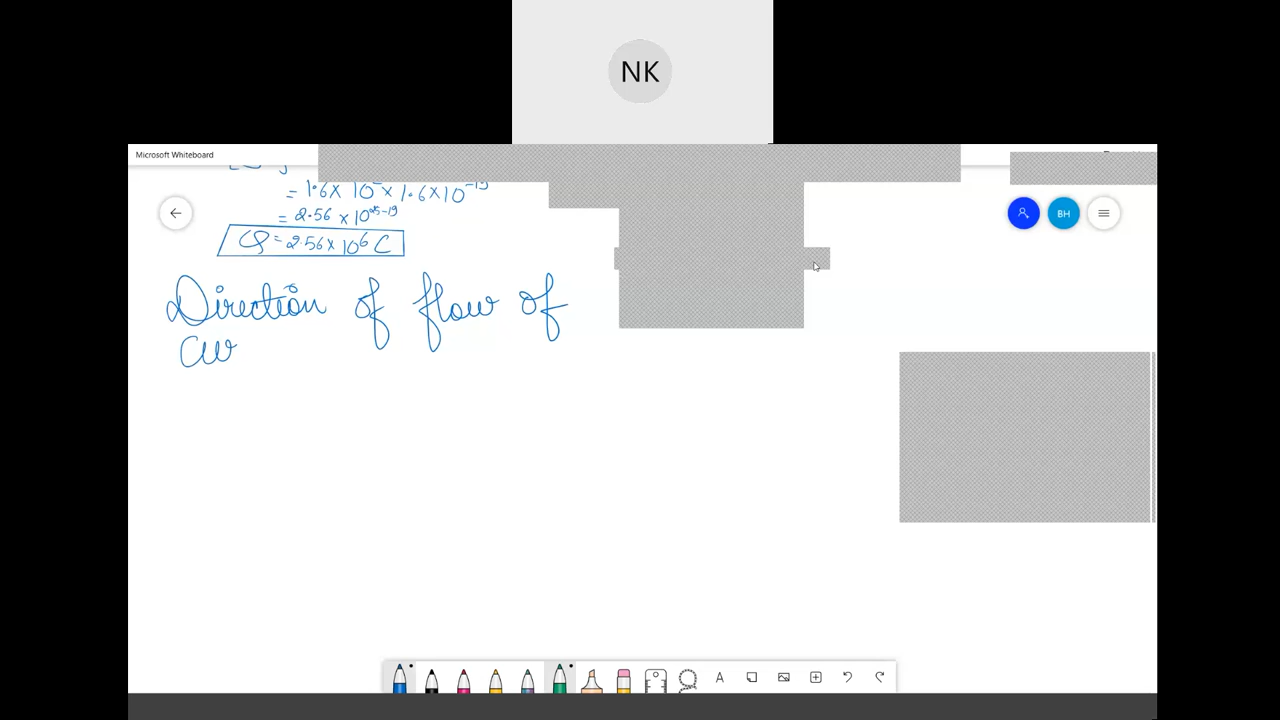 NK
Microsoft Whiteboard
= 1.6 × 10 × 1.6 × 10⁻¹⁹
= 2.56 × 10²⁵⁻¹⁹
Q = 2.56 × 10⁶ C
BH
Direction of flow of
cur
A